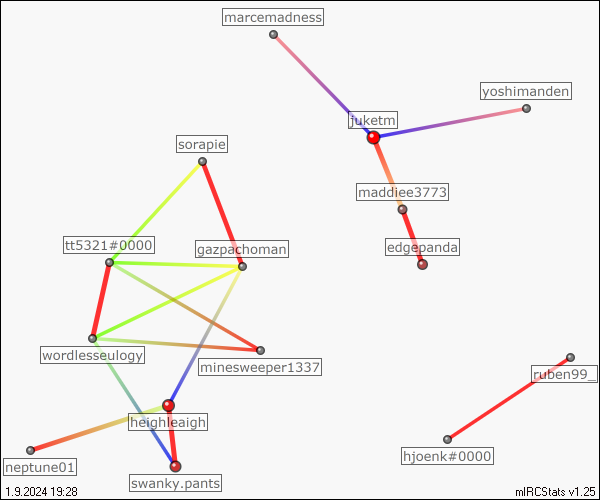 marcemadness
yoshimanden
juketm
sorapie
maddiee3773
tt5321#0000
gazpachoman
edgepanda
wordlesseulogy
minesweeper1337
ruben99_
heighleaigh
hjoenk#0000
neptune01
swanky.pants
1.9.2024 19:28
mIRCStats v1.25